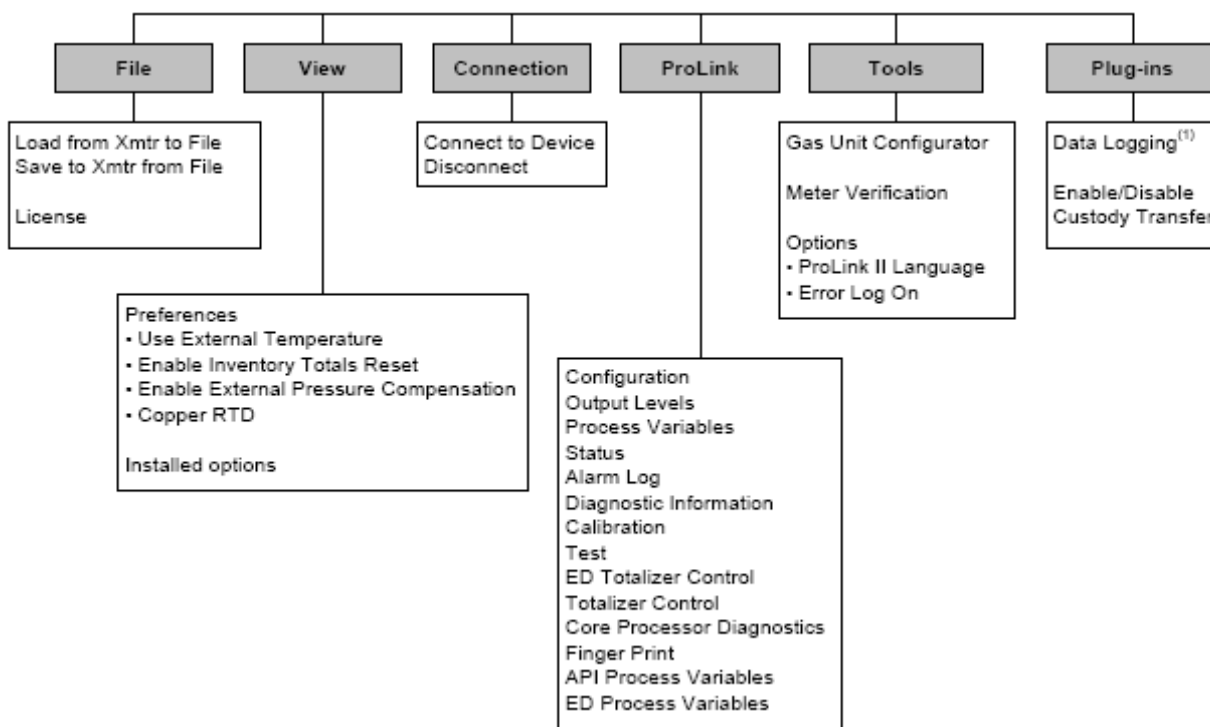 File
View
Connection
ProLink
Tools
Plug-ins
Load from Xmtr to File
Save to Xmtr from File
License
Preferences
• Use External Temperature
• Enable Inventory Totals Reset
• Enable External Pressure Compensation
• Copper RTD
Installed options
Connect to Device
Disconnect
Configuration
Output Levels
Process Variables
Status
Alarm Log
Diagnostic Information
Calibration
Test
ED Totalizer Control
Totalizer Control
Core Processor Diagnostics
Finger Print
API Process Variables
ED Process Variables
Gas Unit Configurator
Meter Verification
Options
• ProLink II Language
• Error Log On
Data Logging(1)
Enable/Disable
Custody Transfer